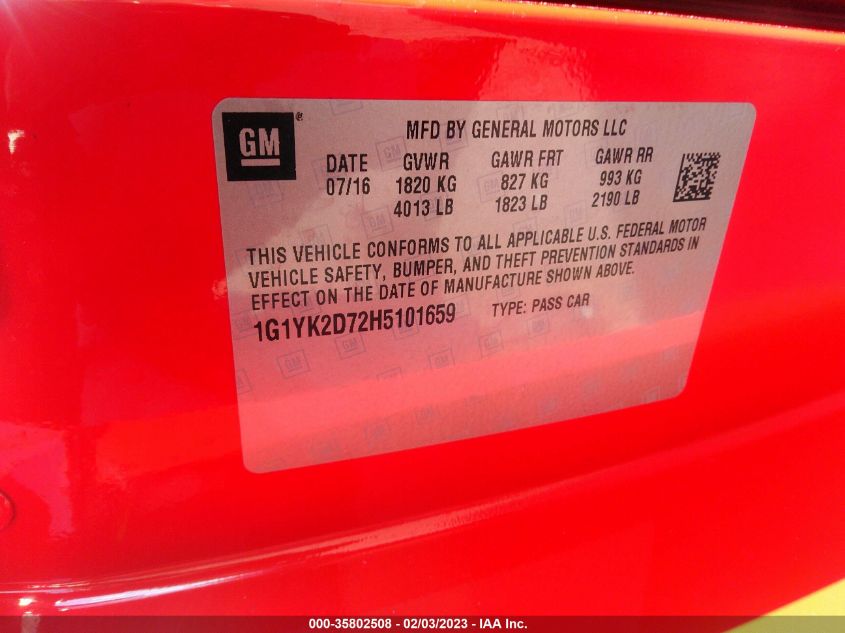 GM ®
MFD BY GENERAL MOTORS LLC
DATE GVWR GAWR FRT GAWR RR
07/16 1820 KG 827 KG 993 KG
4013 LB 1823 LB 2190 LB
THIS VEHICLE CONFORMS TO ALL APPLICABLE U.S. FEDERAL MOTOR
VEHICLE SAFETY, BUMPER, AND THEFT PREVENTION STANDARDS IN
EFFECT ON THE DATE OF MANUFACTURE SHOWN ABOVE.
1G1YK2D72H5101659 TYPE: PASS CAR
000-35802508 - 02/03/2023 - IAA Inc.